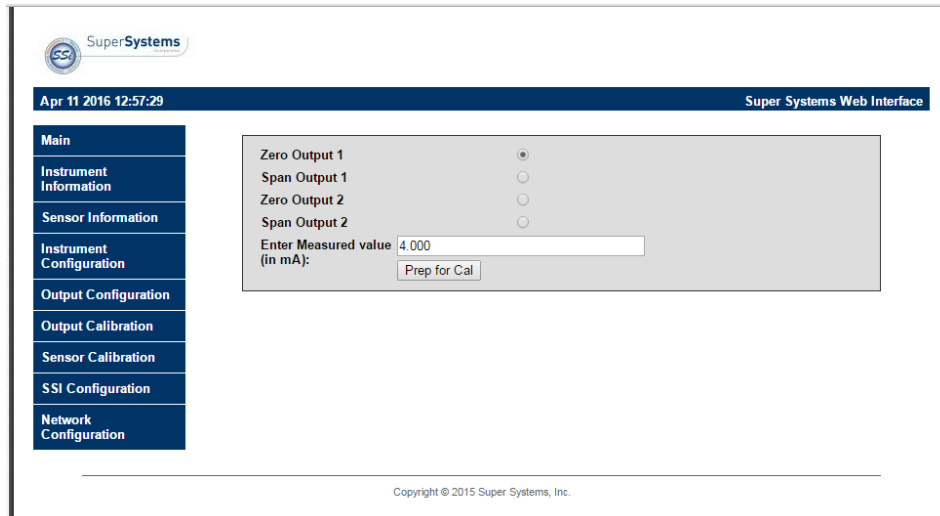 SSi SuperSystems
Apr 11 2016 12:57:29
Super Systems Web Interface
Main
Instrument
Information
Sensor Information
Instrument
Configuration
Output Configuration
Output Calibration
Sensor Calibration
SSI Configuration
Network
Configuration
Zero Output 1
Span Output 1
Zero Output 2
Span Output 2
Enter Measured value
(in mA):
4.000
Prep for Cal
Copyright © 2015 Super Systems, Inc.